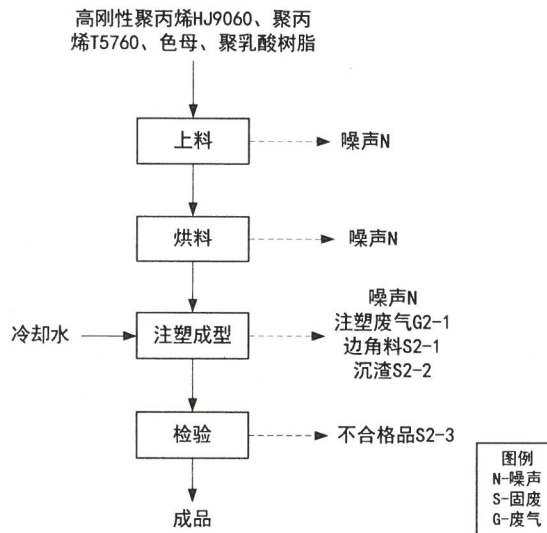 高刚性聚丙烯HJ9060、聚丙
烯T5760、色母、聚乳酸树脂
上料
噪声N
烘料
噪声N
噪声N
注塑废气G2-1
冷却水
注塑成型
边角料S2-1
沉渣S2-2
检验
不合格品S2-3
成品
图例
N-噪声
S-固废
G-废气